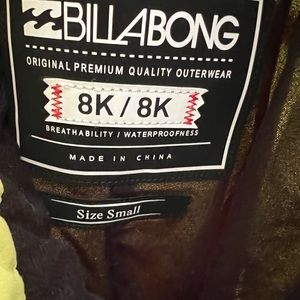 BILLABONG
ORIGINAL PREMIUM QUALITY OUTERWEAR
8K / 8K
BREATHABILITY / WATERPROOFNESS
MADE IN CHINA
Size Small